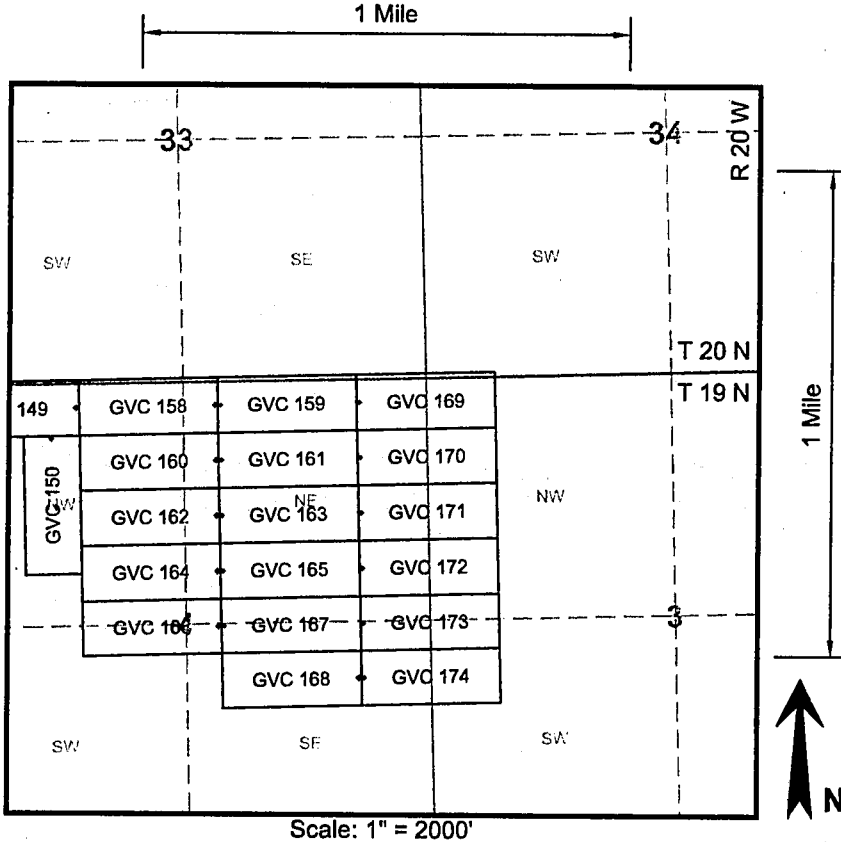 1 Mile
33
34
R 20 W
SW
SE
SW
T 20 N
T 19 N
149
GVC 158
GVC 159
GVC 169
1 Mile
GVC 150
NW
GVC 160
GVC 161
GVC 170
GVC 162
NE
GVC 163
GVC 171
NW
GVC 164
GVC 165
GVC 172
GVC 166
4
GVC 167
GVC 173
3
GVC 168
GVC 174
SW
SE
SW
N
Scale: 1" = 2000'